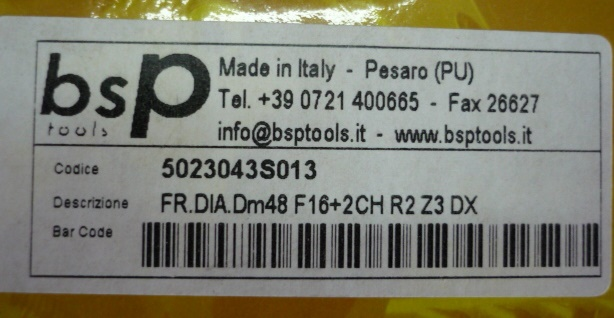 bsp
tools
Made in Italy - Pesaro (PU)
Tel. +39 0721 400665 - Fax 26627
info@bsptools.it - www.bsptools.it
Codice 5023043S013
Descrizione FR.DIA.Dm48 F16+2CH R2 Z3 DX
Bar Code